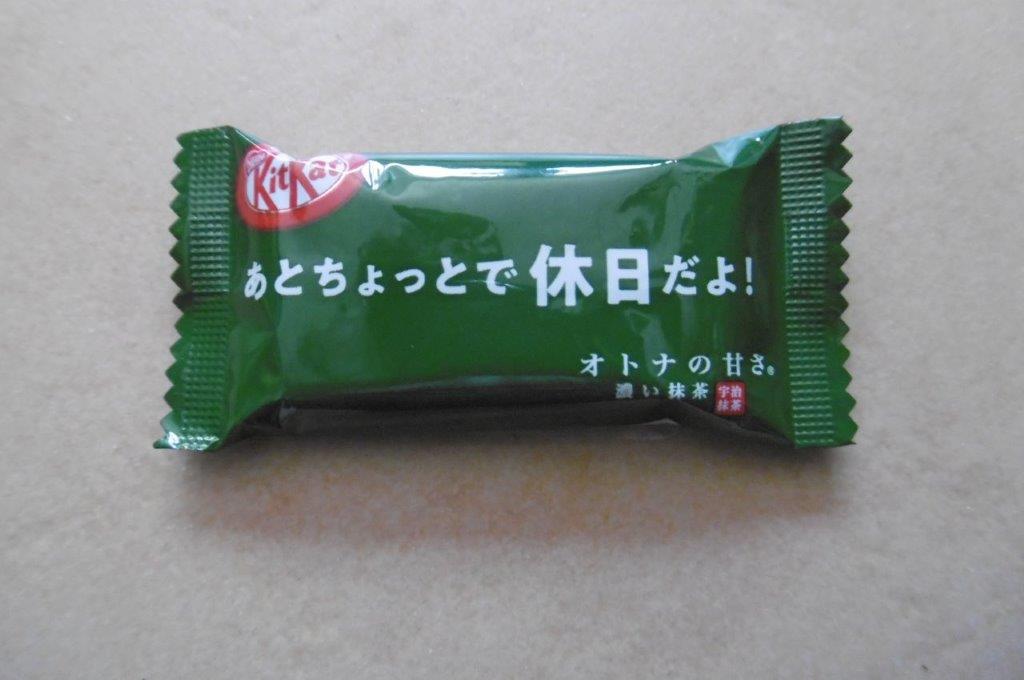 KitKat
あとちょっとで休日だよ!
オトナの甘さ®
濃い抹茶
宇治
抹茶